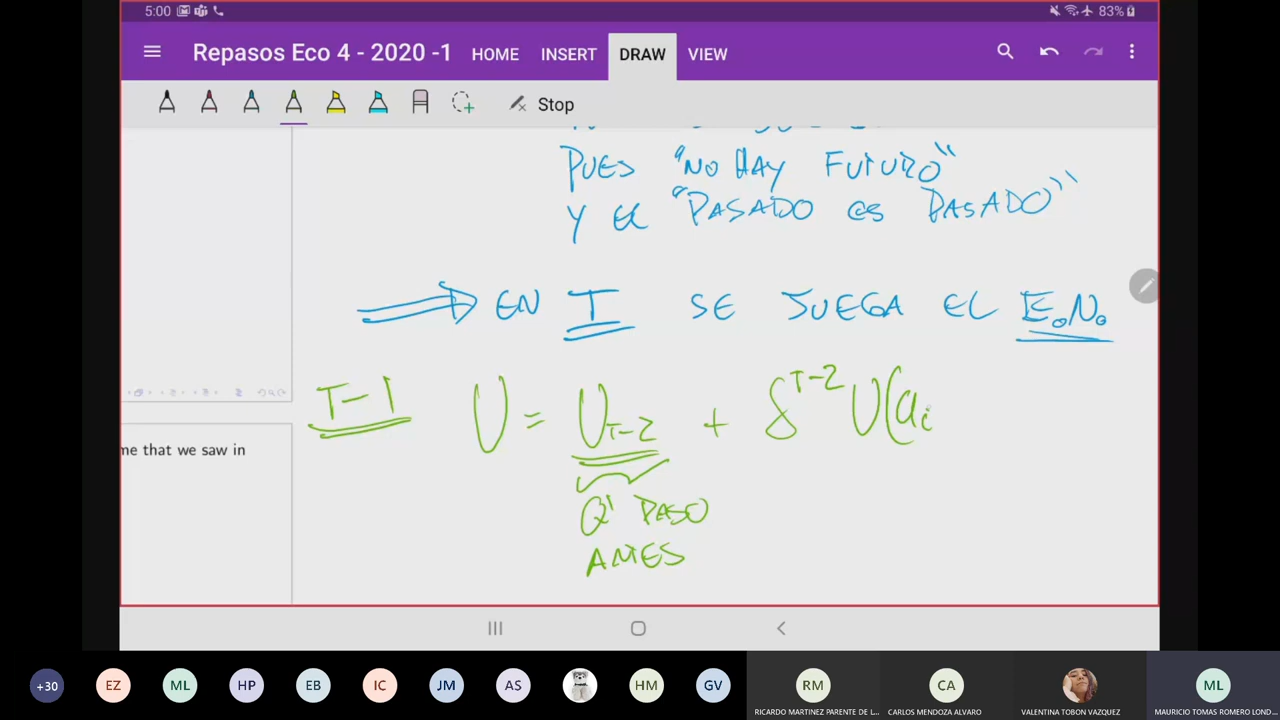 5:00 83%
Repasos Eco 4 - 2020 -1 HOME INSERT DRAW VIEW
Stop
PUES "NO HAY FUTURO"
Y EL "PASADO ES PASADO"
EN T SE JUEGA EL E.N.
T-1 U = U T-2 + δ^T-2 U(ai
me that we saw in
Q' PASO
ANTES
+30 EZ ML HP EB IC JM AS HM GV RM CA ML
RICARDO MARTINEZ PARENTE DE L... CARLOS MENDOZA ALVARO VALENTINA TOBON VAZQUEZ MAURICIO TOMAS ROMERO LOND...